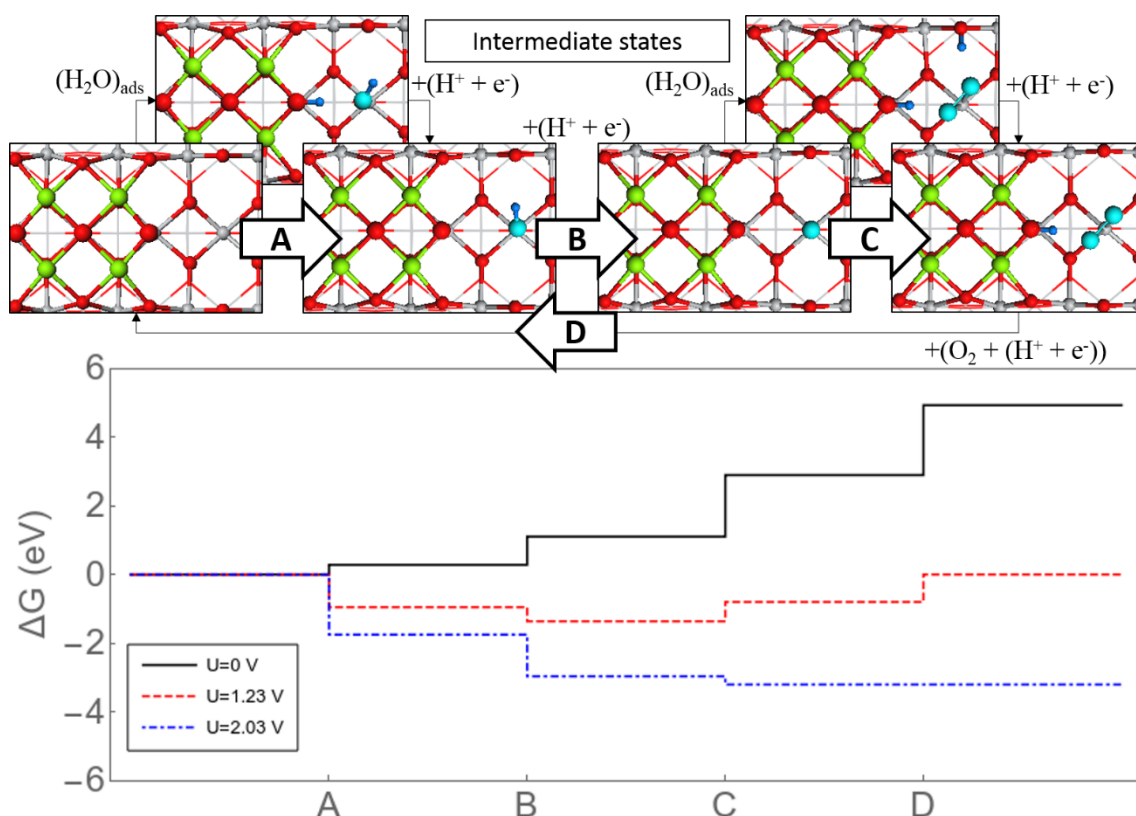 Intermediate states
(H2O)ads
+(H+ + e-)
(H2O)ads
+(H+ + e-)
+(H+ + e-)
A
B
C
D
+(O2 + (H+ + e-))
6
4
2
0
−2
−4
−6
ΔG (eV)
U=0 V
U=1.23 V
U=2.03 V
A
B
C
D